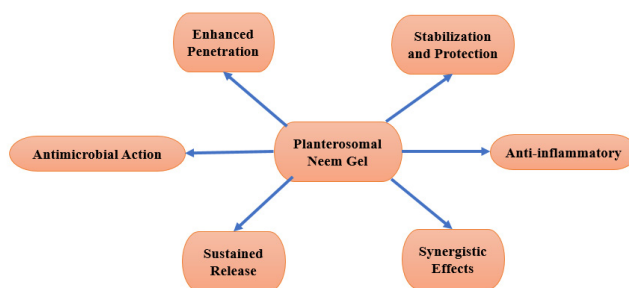 Enhanced
Penetration
Stabilization
and Protection
Antimicrobial Action
Planterosomal
Neem Gel
Anti-inflammatory
Sustained
Release
Synergistic
Effects